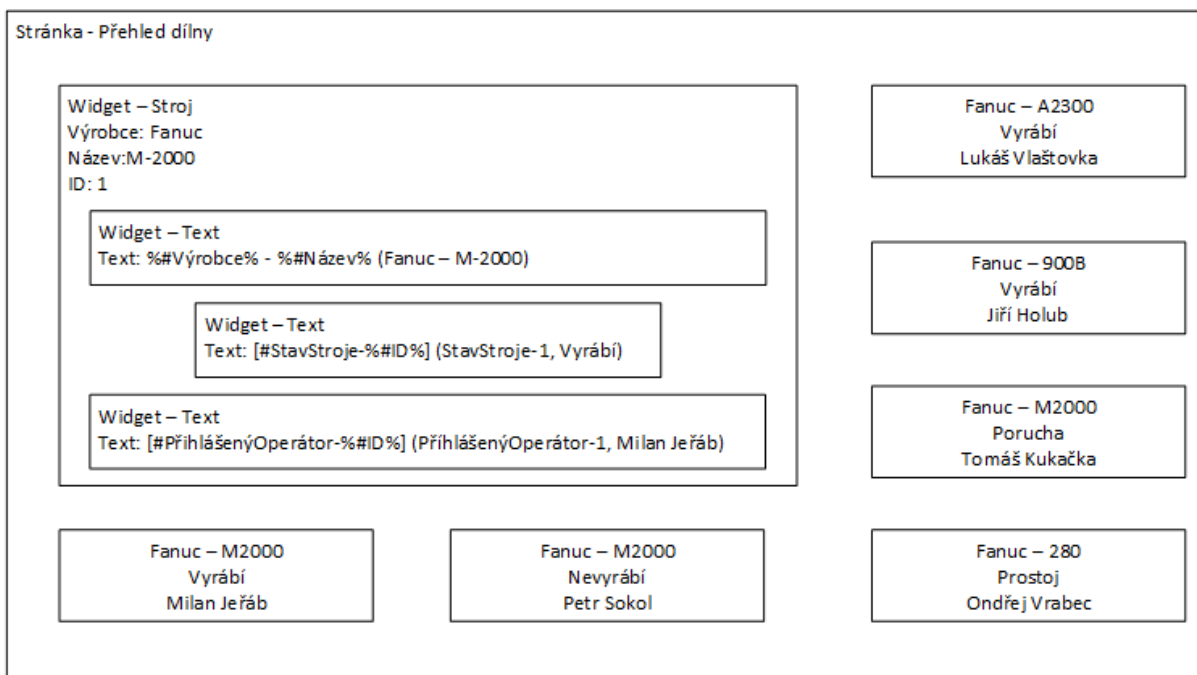 Stránka - Přehled dílny
Widget – Stroj
Výrobce: Fanuc
Název:M-2000
ID: 1
Widget – Text
Text: %#Výrobce% - %#Název% (Fanuc – M-2000)
Widget – Text
Text: [#StavStroje-%#ID%] (StavStroje-1, Vyrábí)
Widget – Text
Text: [#PřihlášenýOperátor-%#ID%] (PříhlášenýOperátor-1, Milan Jeřáb)
Fanuc – A2300
Vyrábí
Lukáš Vlaštovka
Fanuc – 900B
Vyrábí
Jiří Holub
Fanuc – M2000
Porucha
Tomáš Kukačka
Fanuc – M2000
Vyrábí
Milan Jeřáb
Fanuc – M2000
Nevyrábí
Petr Sokol
Fanuc – 280
Prostoj
Ondřej Vrabec